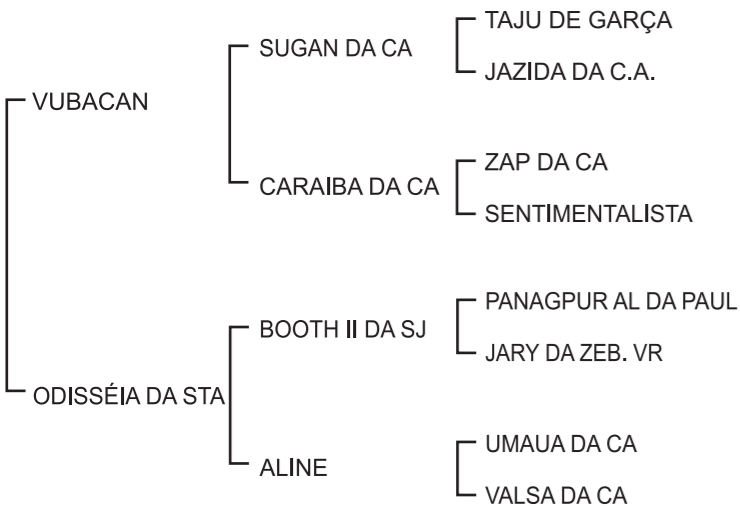 TAJU DE GARÇA
SUGAN DA CA
JAZIDA DA C.A.
VUBACAN
ZAP DA CA
CARAIBA DA CA
SENTIMENTALISTA
PANAGPUR AL DA PAUL
BOOTH II DA SJ
JARY DA ZEB. VR
ODISSÉIA DA STA
UMAUA DA CA
ALINE
VALSA DA CA